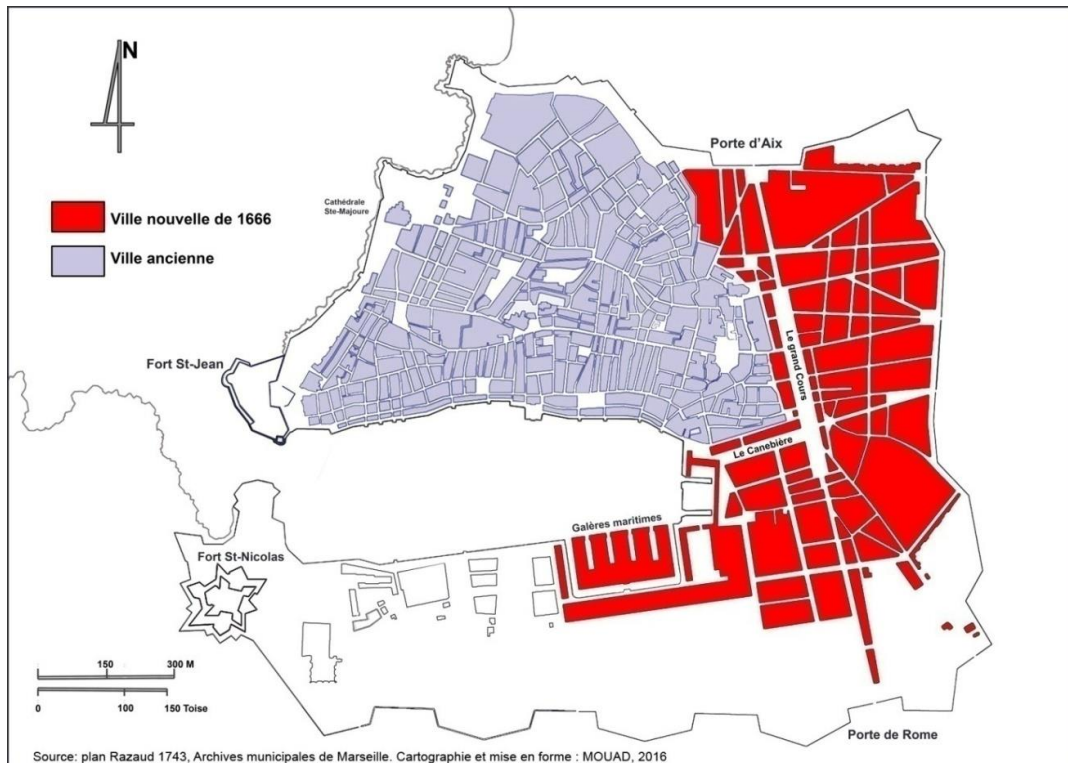 N
Porte d'Aix
Cathédrale
Ste-Majoure
Ville nouvelle de 1666
Ville ancienne
Le grand Cours
Fort St-Jean
Le Canebière
Galères maritimes
Fort St-Nicolas
150 300 M
0 100 150 Toise
Porte de Rome
Source: plan Razaud 1743, Archives municipales de Marseille. Cartographie et mise en forme : MOUAD, 2016